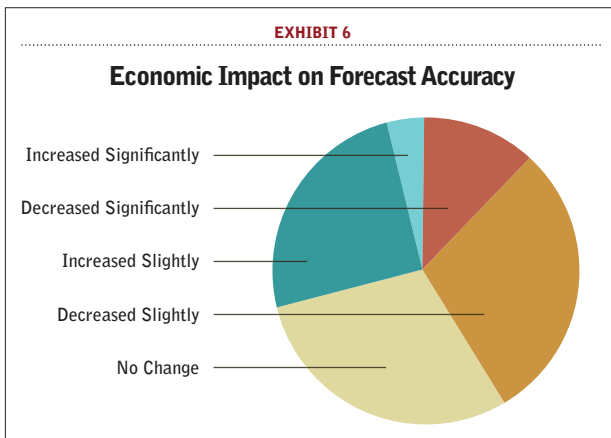 EXHIBIT 6
Economic Impact on Forecast Accuracy
Increased Significantly
Decreased Significantly
Increased Slightly
Decreased Slightly
No Change